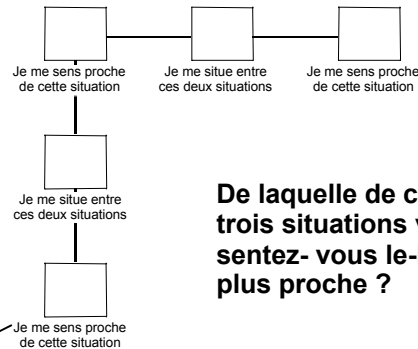 Je me sens proche
de cette situation
Je me situe entre
ces deux situations
Je me sens proche
de cette situation
Je me situe entre
ces deux situations
De laquelle de
trois situations
sentez- vous le-
plus proche ?
Je me sens proche
de cette situation